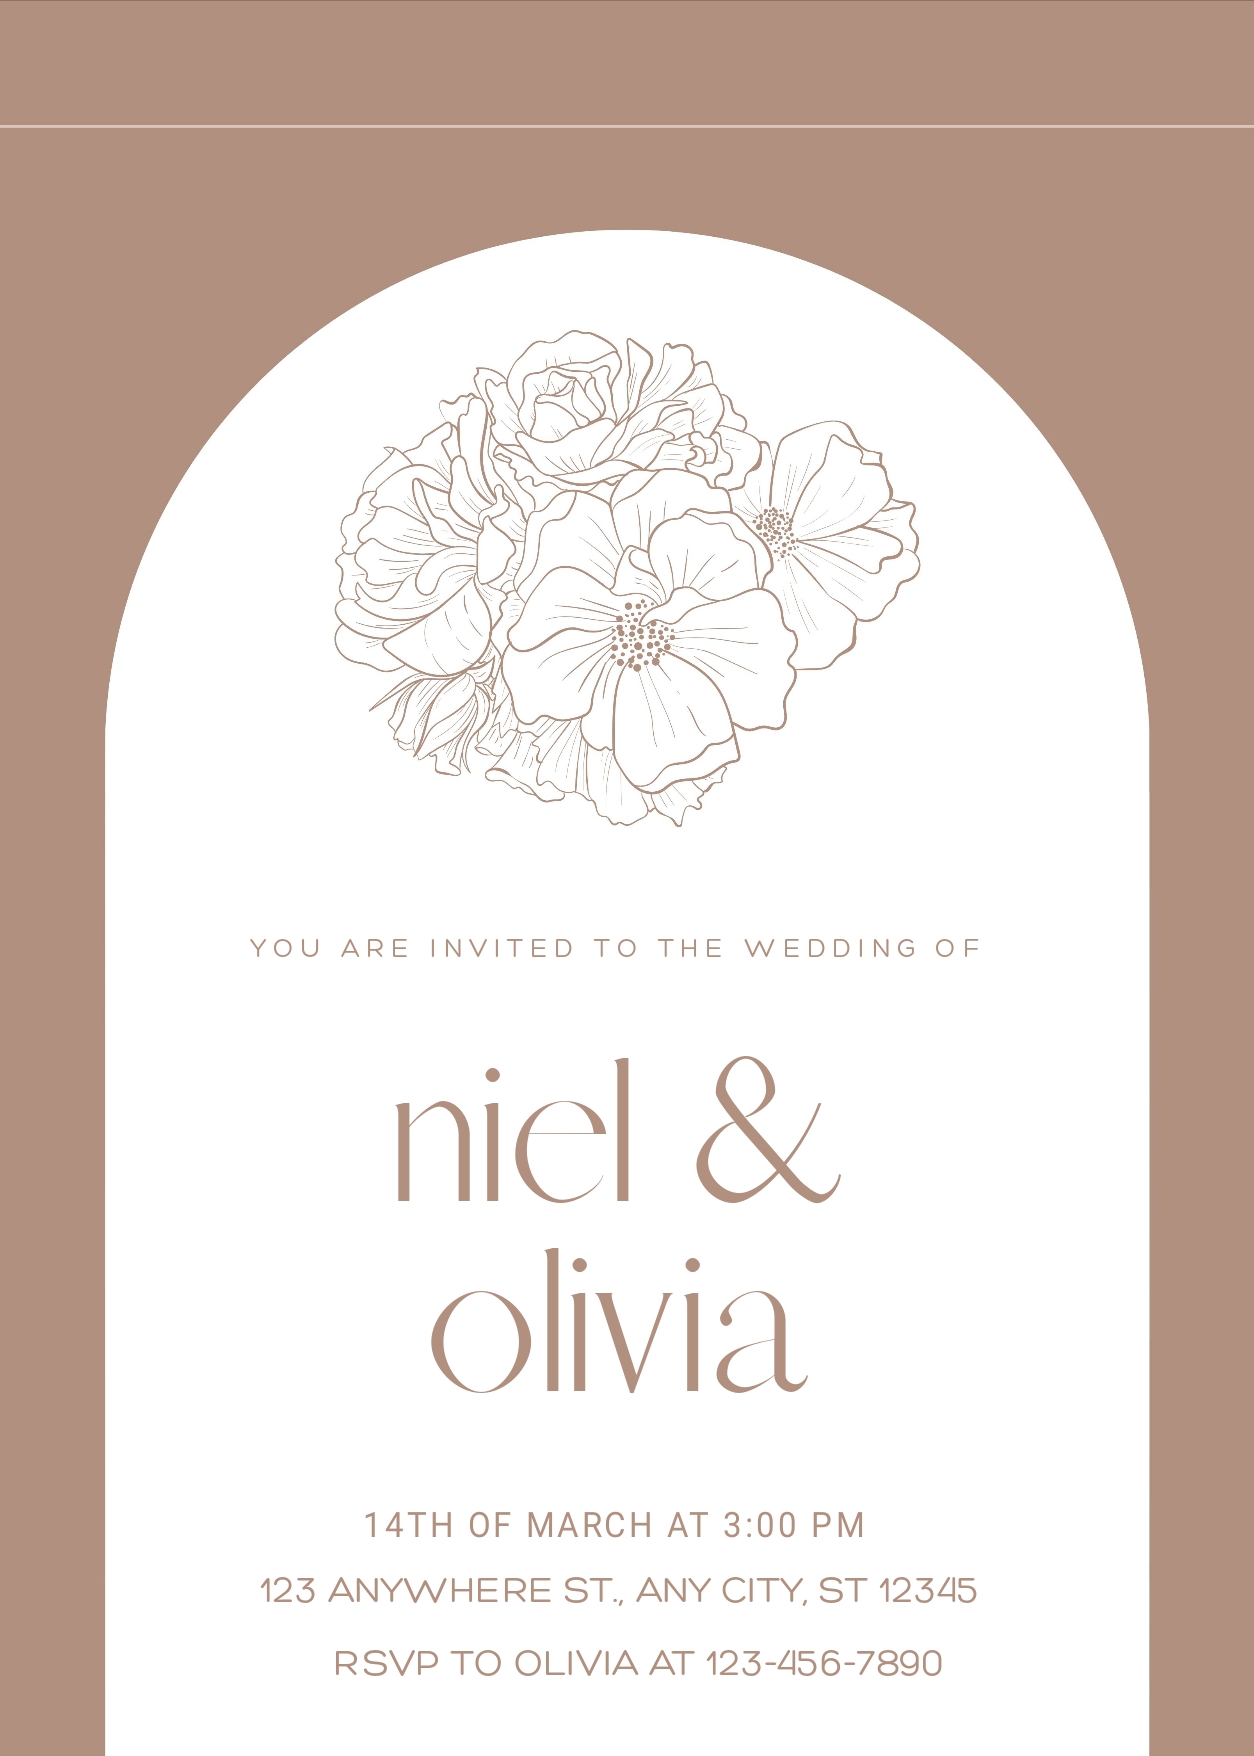 YOU ARE INVITED TO THE WEDDING OF
niel &
olivia
14TH OF MARCH AT 3:00 PM
123 ANYWHERE ST., ANY CITY, ST 12345
RSVP TO OLIVIA AT 123-456-7890